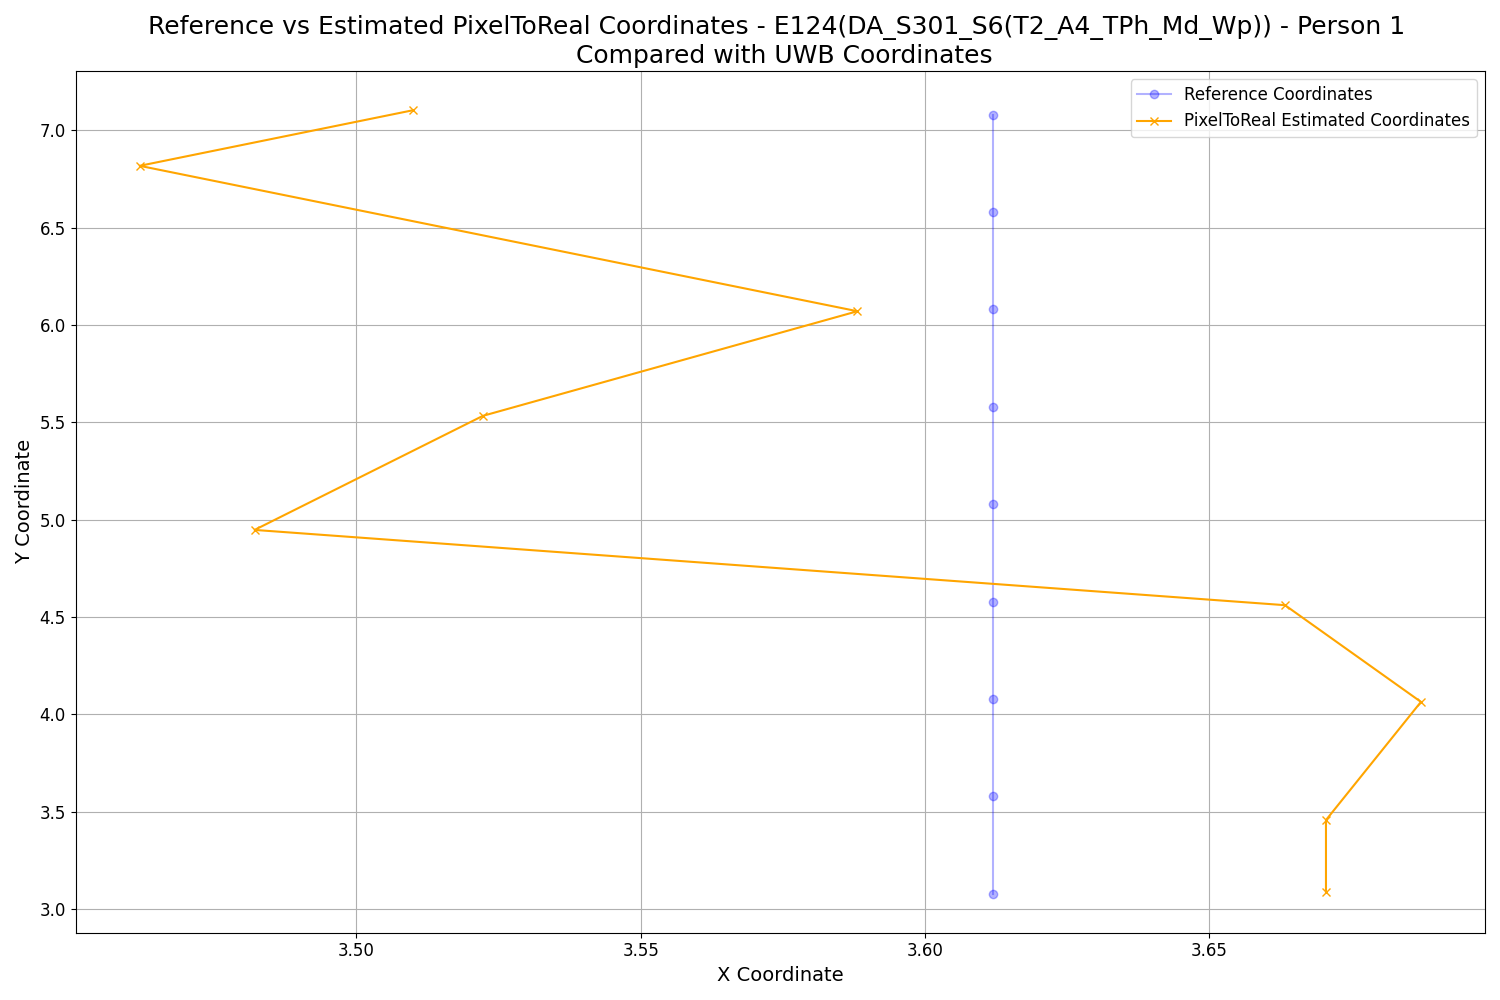 Reference vs Estimated PixelToReal Coordinates - E124(DA_S301_S6(T2_A4_TPh_Md_Wp)) - Person 1
Compared with UWB Coordinates
Reference Coordinates
PixelToReal Estimated Coordinates
7.0
6.5
6.0
5.5
5.0
4.5
4.0
3.5
3.0
Y Coordinate
3.50
3.55
3.60
3.65
X Coordinate